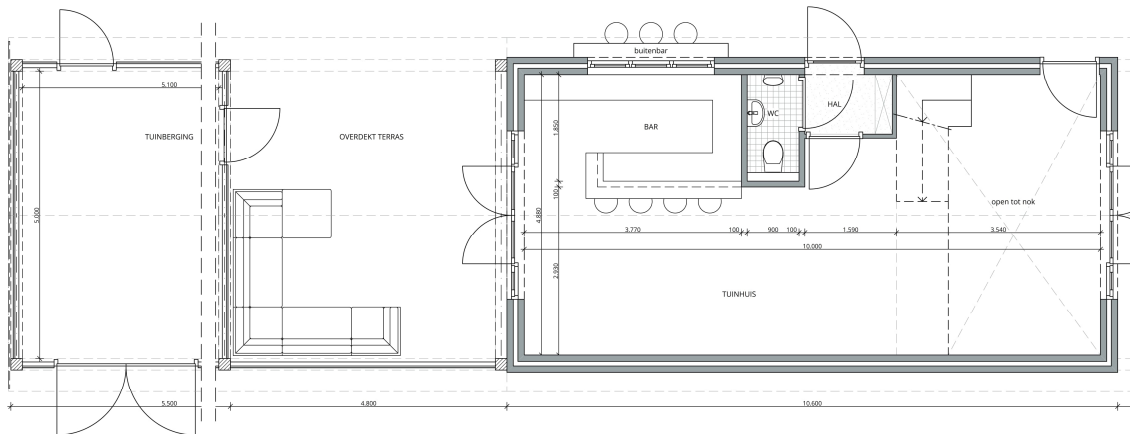 buitenbar
5.100
1.850
BAR
WC
HAL
TUINBERGING
OVERDEKT TERRAS
100
open tot nok
5.000
4.880
3.770
100
900
100
1.590
3.540
10.000
2.930
TUINHUIS
5.500
4.800
10.600